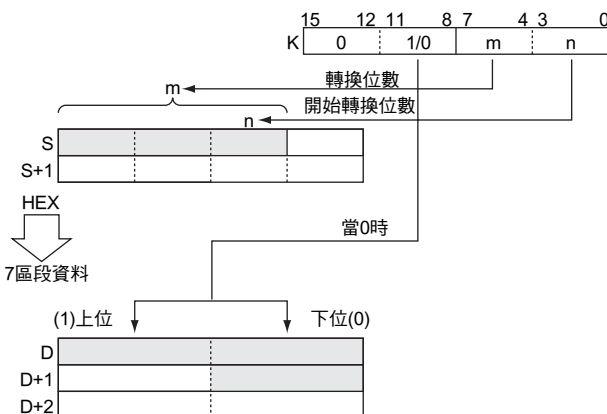 15 12 11 8 7 4 3 0
K 0 1/0 m n
m 轉換位數
開始轉換位數
n
S
S+1
HEX
當0時
7區段資料
(1)上位 下位(0)
D
D+1
D+2